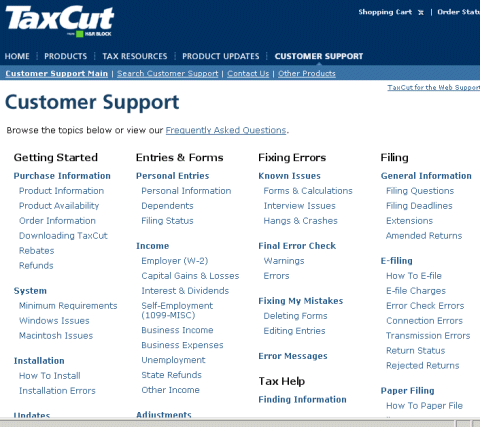 TaxCut
from H&R BLOCK
Shopping Cart | Order Statu
HOME | PRODUCTS | TAX RESOURCES | PRODUCT UPDATES | CUSTOMER SUPPORT
Customer Support Main | Search Customer Support | Contact Us | Other Products
TaxCut for the Web Support
Customer Support
Browse the topics below or view our Frequently Asked Questions.
Getting Started
Purchase Information
Product Information
Product Availability
Order Information
Downloading TaxCut
Rebates
Refunds
System
Minimum Requirements
Windows Issues
Macintosh Issues
Installation
How To Install
Installation Errors
Updates
Entries & Forms
Personal Entries
Personal Information
Dependents
Filing Status
Income
Employer (W-2)
Capital Gains & Losses
Interest & Dividends
Self-Employment
(1099-MISC)
Business Income
Business Expenses
Unemployment
State Refunds
Other Income
Adjustments
Fixing Errors
Known Issues
Forms & Calculations
Interview Issues
Hangs & Crashes
Final Error Check
Warnings
Errors
Fixing My Mistakes
Deleting Forms
Editing Entries
Error Messages
Tax Help
Finding Information
Filing
General Information
Filing Questions
Filing Deadlines
Extensions
Amended Returns
E-filing
How To E-file
E-file Charges
Error Check Errors
Connection Errors
Transmission Errors
Return Status
Rejected Returns
Paper Filing
How To Paper File